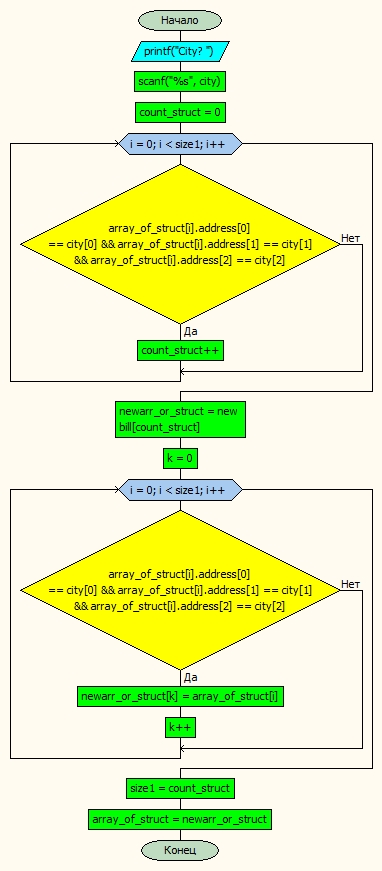 Начало
printf("City? ")
scanf("%s", city)
count_struct = 0
i = 0; i < size1; i++
array_of_struct[i].address[0]
== city[0] && array_of_struct[i].address[1] == city[1]
&& array_of_struct[i].address[2] == city[2]
Нет
Да
count_struct++
newarr_or_struct = new
bill[count_struct]
k = 0
i = 0; i < size1; i++
array_of_struct[i].address[0]
== city[0] && array_of_struct[i].address[1] == city[1]
&& array_of_struct[i].address[2] == city[2]
Нет
Да
newarr_or_struct[k] = array_of_struct[i]
k++
size1 = count_struct
array_of_struct = newarr_or_struct
Конец